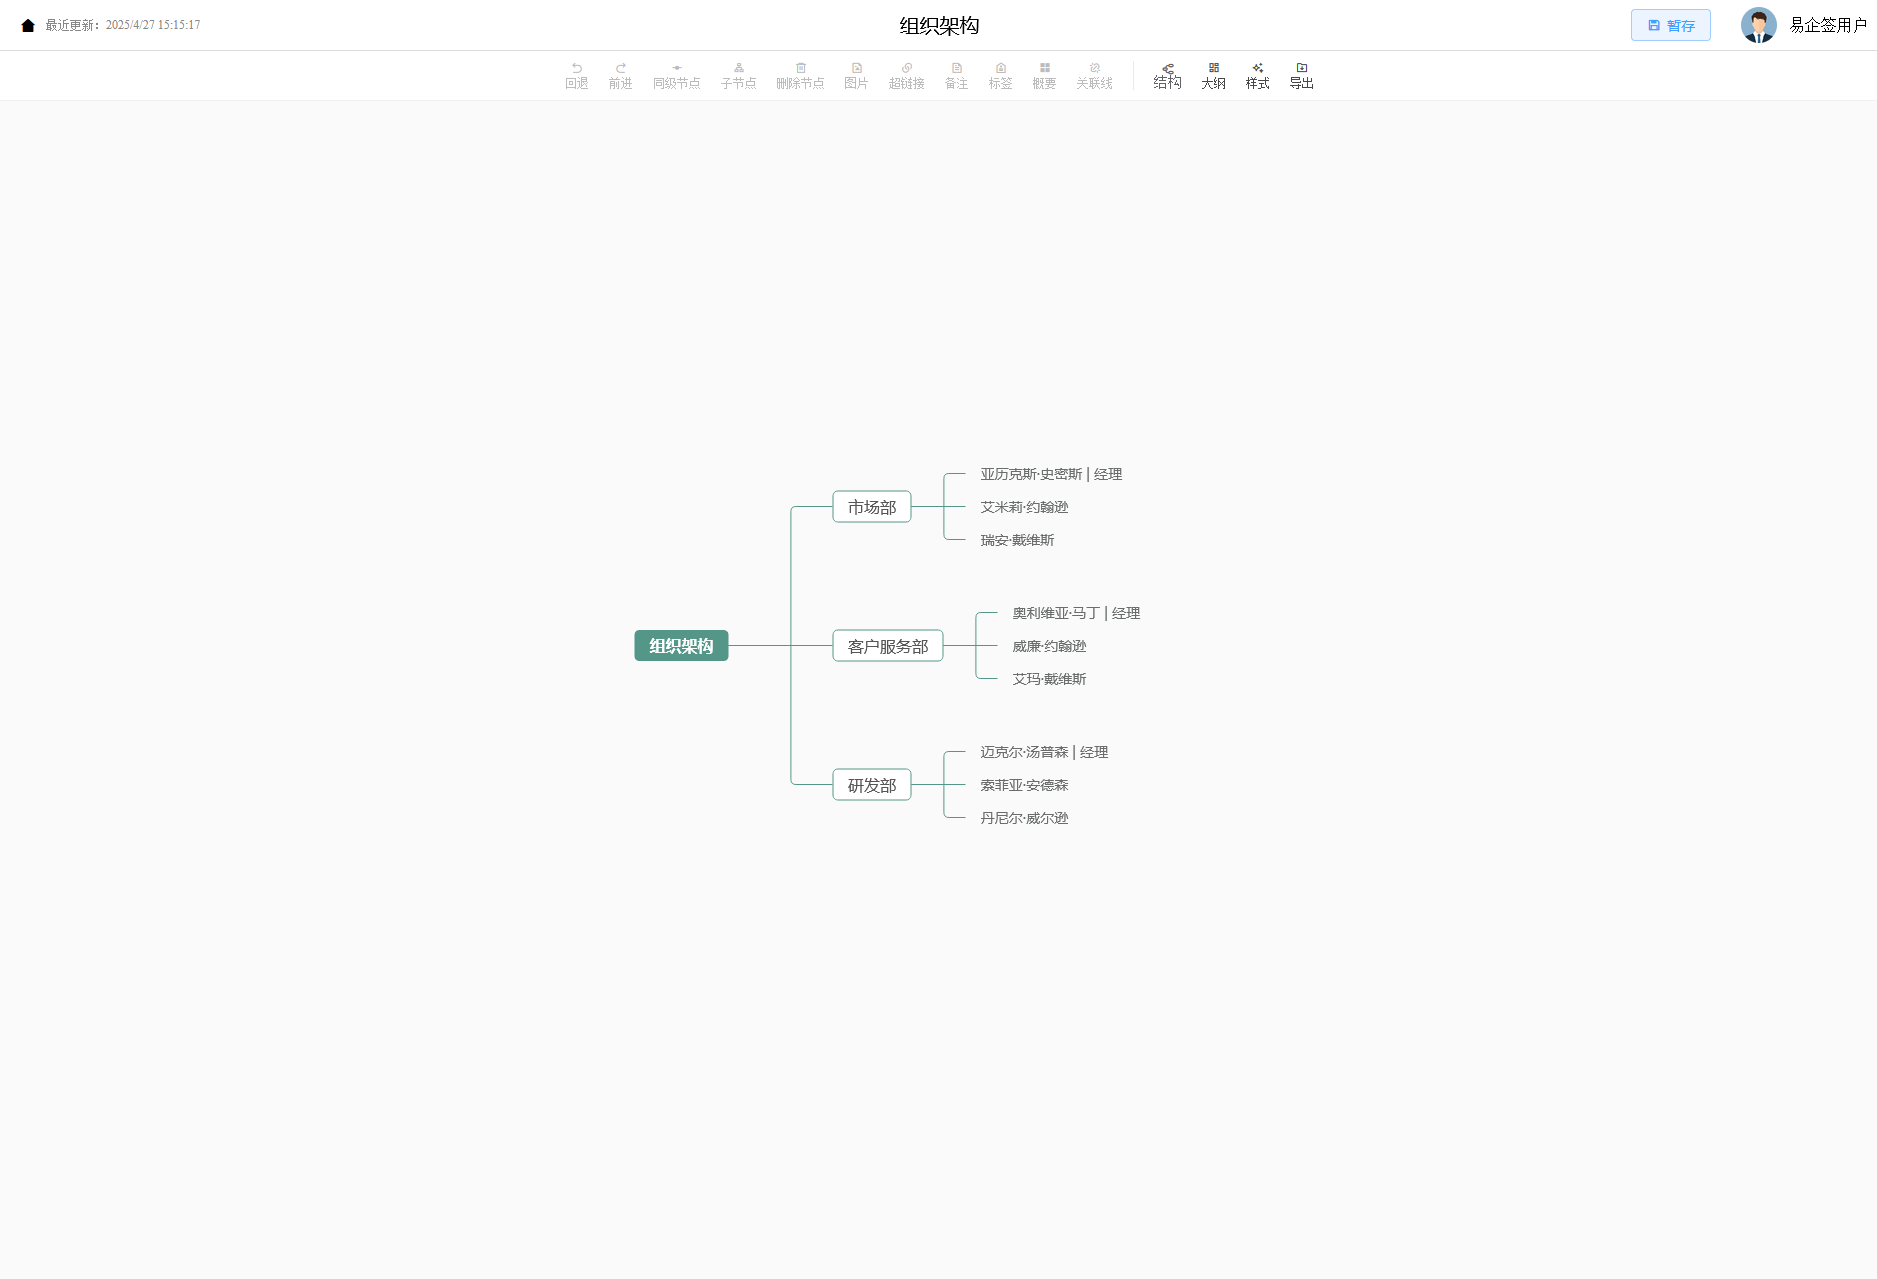 最近更新：2025/4/27 15:15:17
组织架构
暂存
易企签用户
回退 前进 同级节点 子节点 删除节点 图片 超链接 备注 标签 概要 关联线 结构 大纲 样式 导出
亚历克斯·史密斯 | 经理
市场部
艾米莉·约翰逊
瑞安·戴维斯
奥利维亚·马丁 | 经理
组织架构
客户服务部
威廉·约翰逊
艾玛·戴维斯
迈克尔·汤普森 | 经理
研发部
索菲亚·安德森
丹尼尔·威尔逊